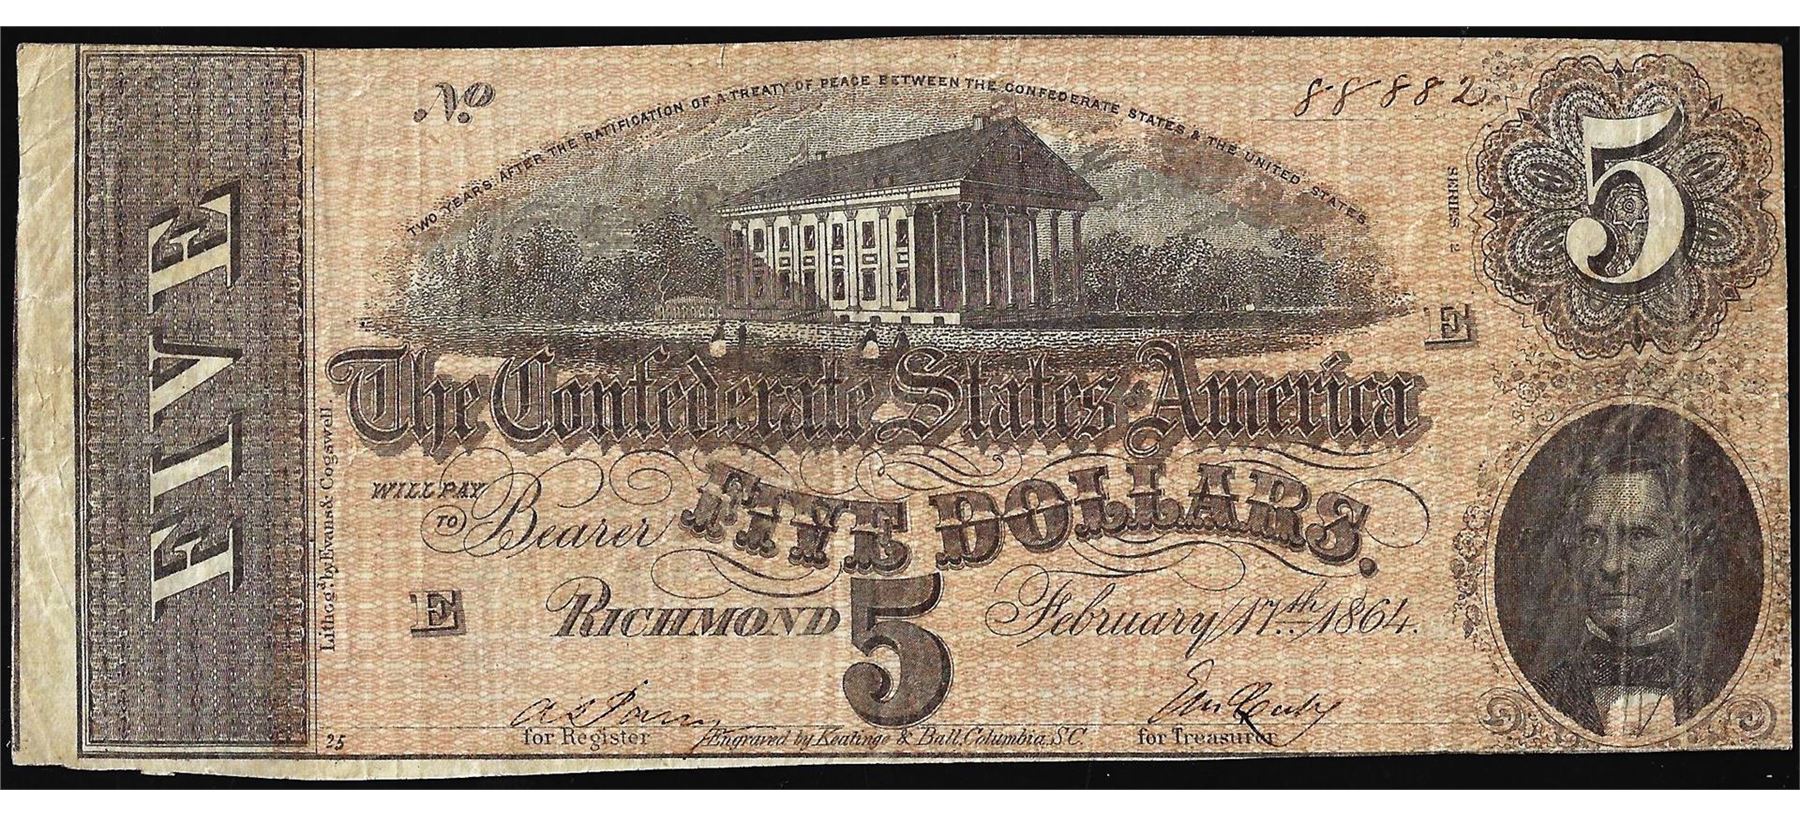 No
88882
TWO YEARS AFTER THE RATIFICATION OF A TREATY OF PEACE BETWEEN THE CONFEDERATE STATES & THE UNITED STATES
5
SERIES 2
FIVE
E
The Confederate States America
WILL PAY
TO Bearer FIVE DOLLARS.
E
RICHMOND 5 February 17th 1864.
Lithog'd by Evans & Cogswell.
25
for Register
Engraved by Keatinge & Ball, Columbia, S.C.
for Treasurer